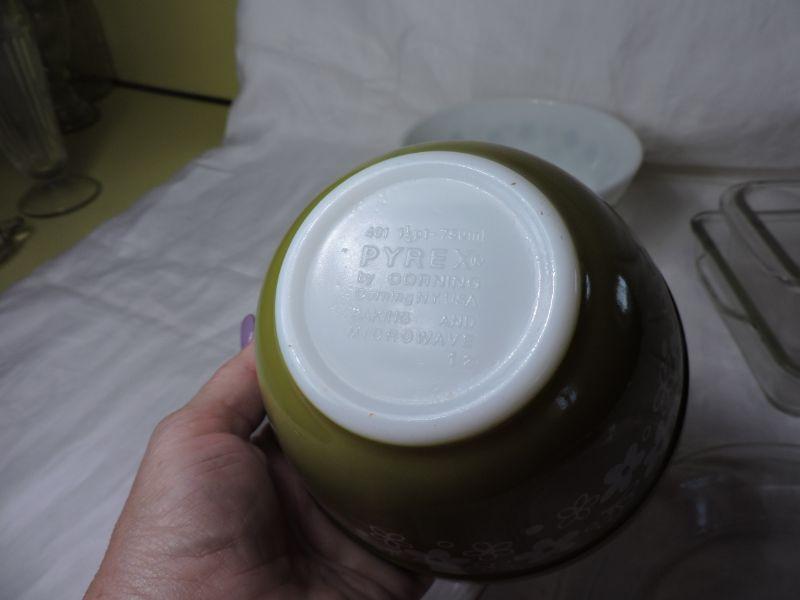 401 1½pt-750ml
PYREX®
by CORNING
Corning NY USA
BAKING AND
MICROWAVE
12